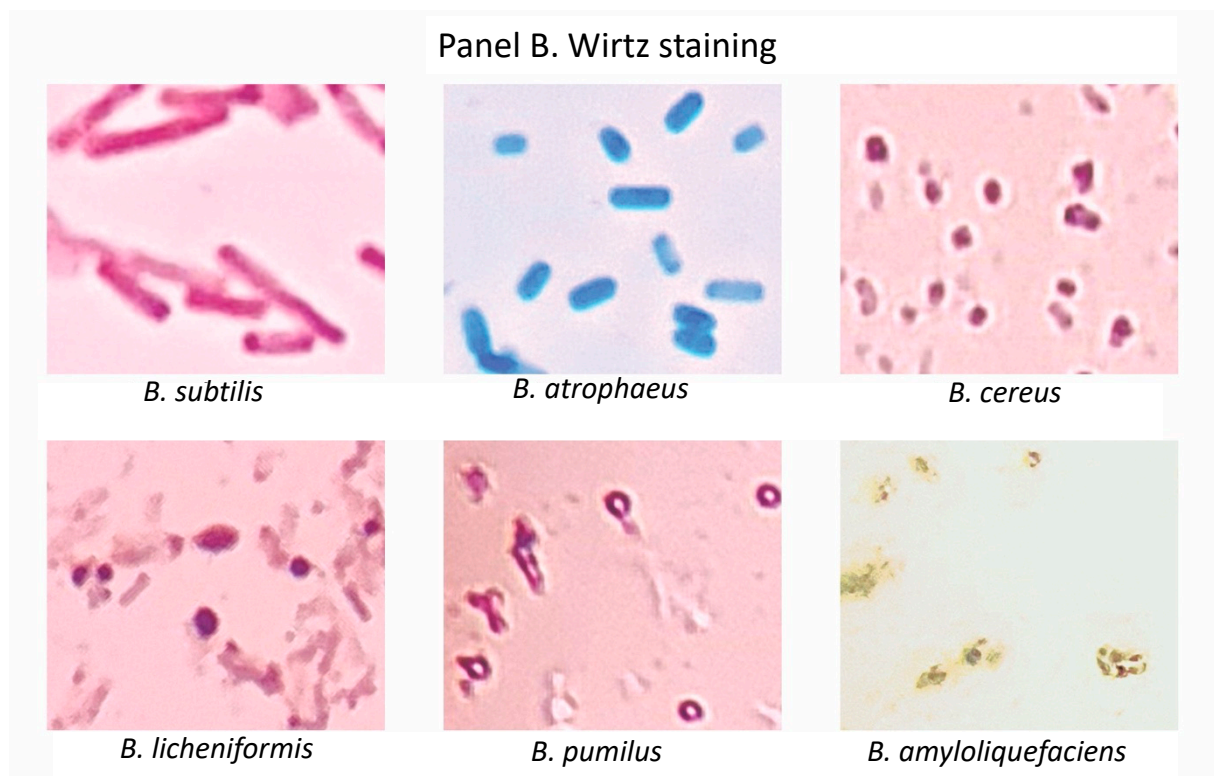 Panel B. Wirtz staining
B. subtilis
B. atrophaeus
B. cereus
B. licheniformis
B. pumilus
B. amyloliquefaciens